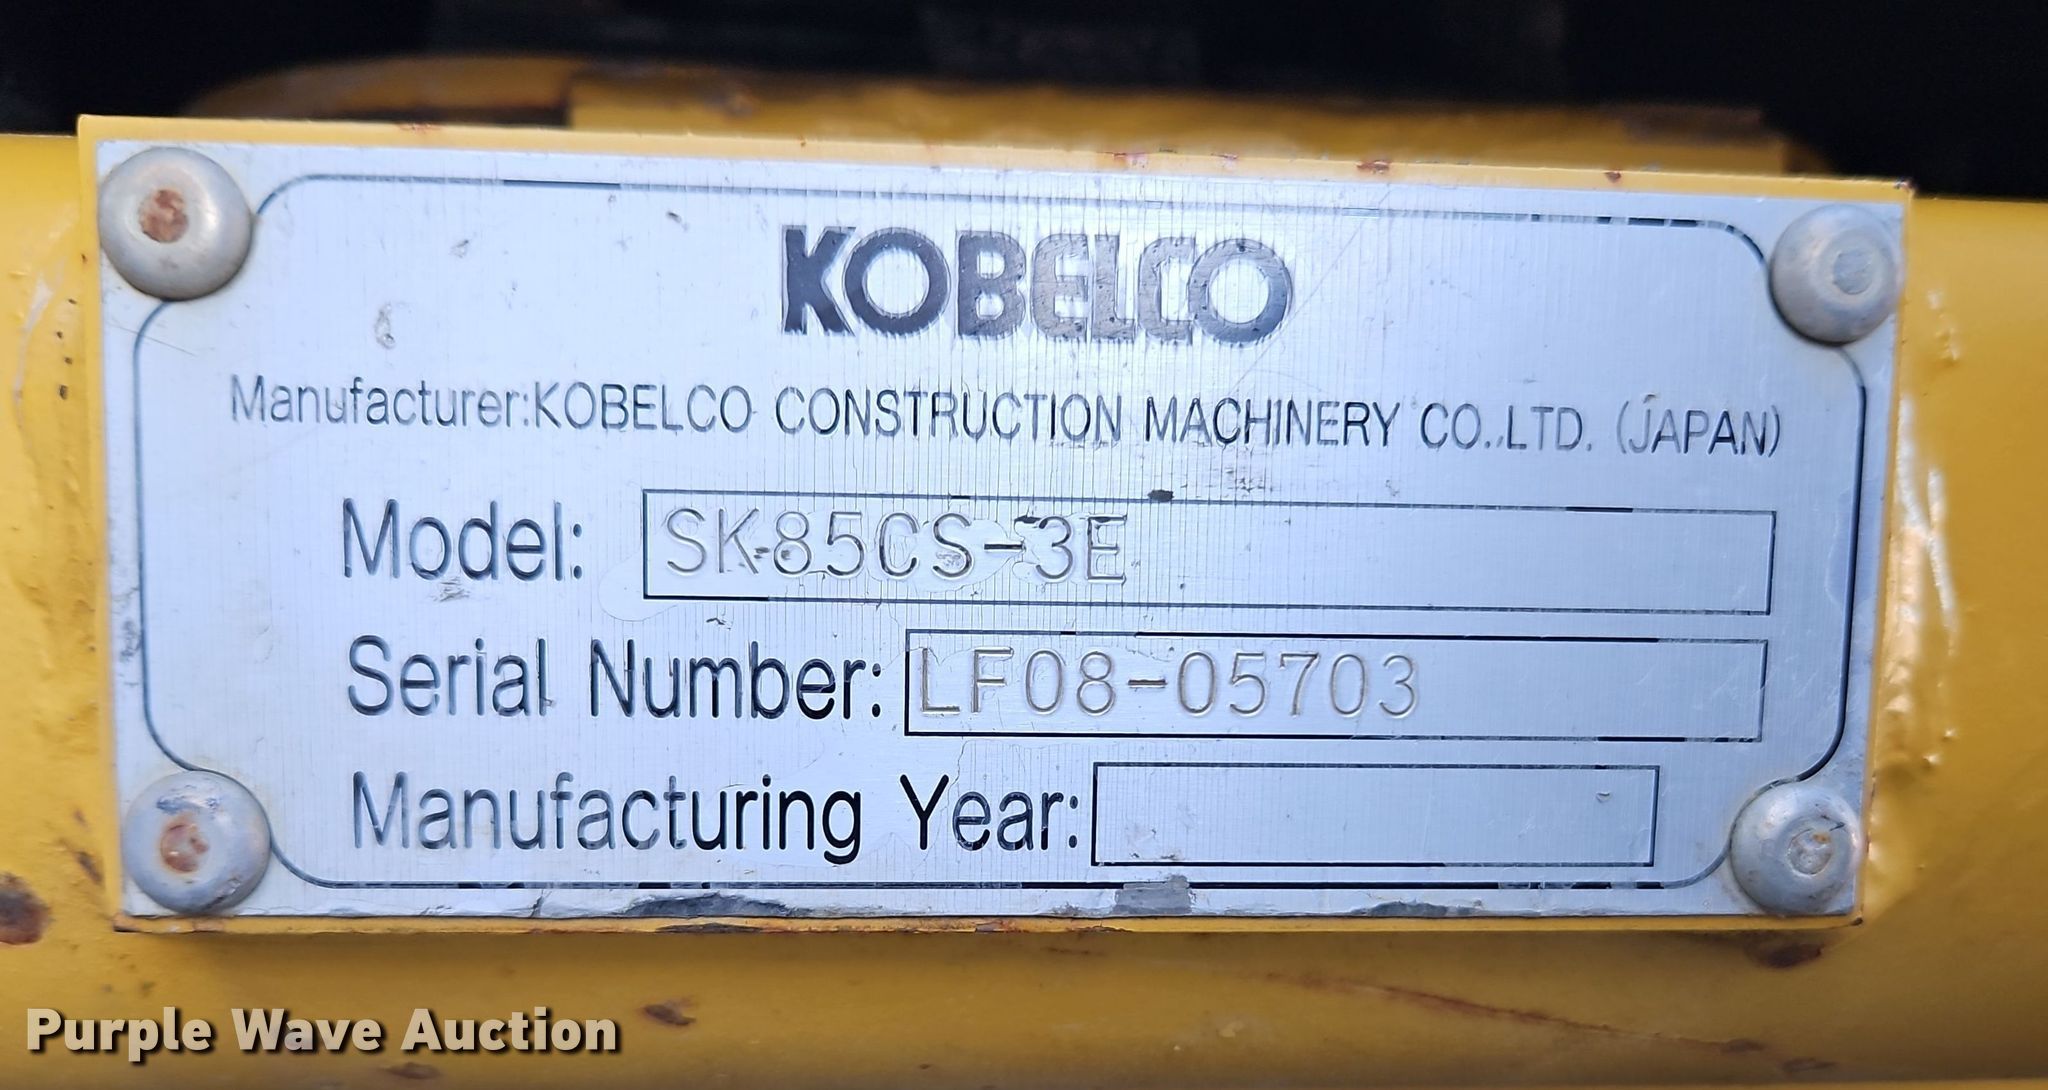 KOBELCO
Manufacturer:KOBELCO CONSTRUCTION MACHINERY CO.,LTD. (JAPAN)
Model: SK85CS-3E
Serial Number: LF08-05703
Manufacturing Year:
Purple Wave Auction